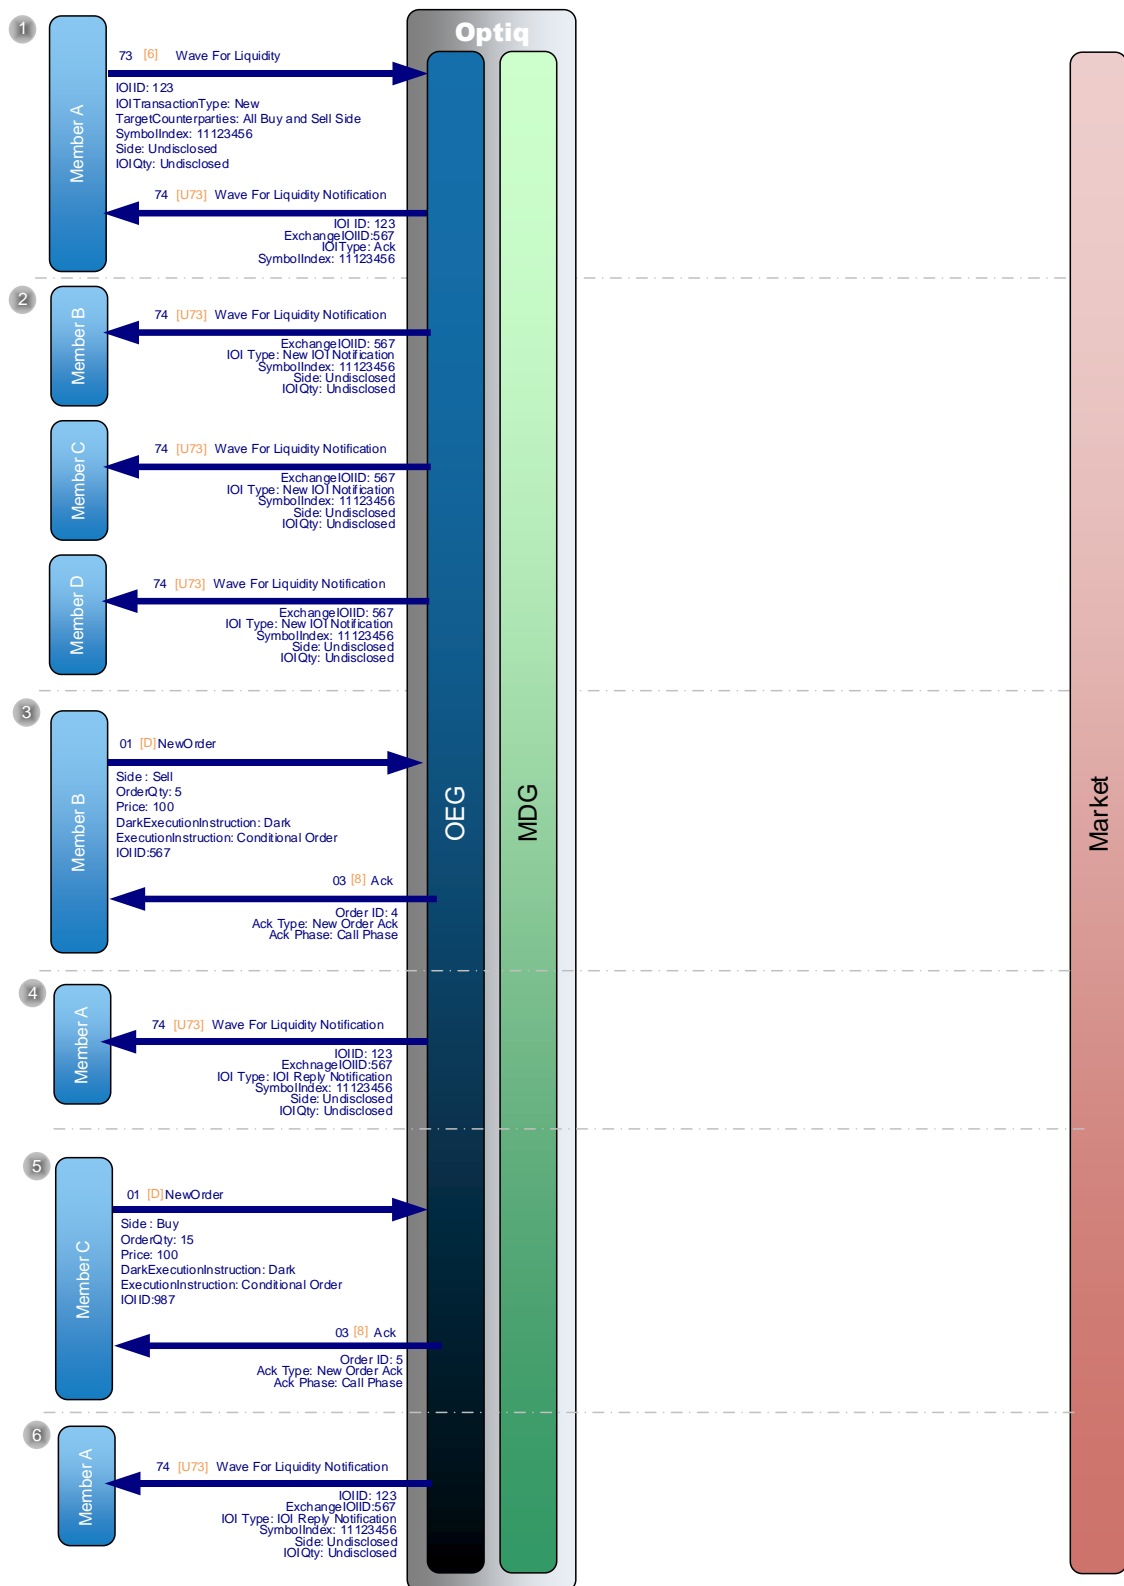 Optiq
OEG
MDG
Market
1
Member A
73 [6] Wave For Liquidity
IOIID: 123
IOITransactionType: New
TargetCounterparties: All Buy and Sell Side
SymbolIndex: 11123456
Side: Undisclosed
IOIQty: Undisclosed
74 [U73] Wave For Liquidity Notification
IOI ID: 123
ExchangeIOIID:567
IOIType: Ack
SymbolIndex: 11123456
2
Member B
74 [U73] Wave For Liquidity Notification
ExchangeIOIID: 567
IOI Type: New IOI Notification
SymbolIndex: 11123456
Side: Undisclosed
IOIQty: Undisclosed
Member C
74 [U73] Wave For Liquidity Notification
ExchangeIOIID: 567
IOI Type: New IOI Notification
SymbolIndex: 11123456
Side: Undisclosed
IOIQty: Undisclosed
Member D
74 [U73] Wave For Liquidity Notification
ExchangeIOIID: 567
IOI Type: New IOI Notification
SymbolIndex: 11123456
Side: Undisclosed
IOIQty: Undisclosed
3
Member B
01 [D] NewOrder
Side : Sell
OrderQty: 5
Price: 100
DarkExecutionInstruction: Dark
ExecutionInstruction: Conditional Order
IOIID:567
03 [8] Ack
Order ID: 4
Ack Type: New Order Ack
Ack Phase: Call Phase
4
Member A
74 [U73] Wave For Liquidity Notification
IOIID: 123
ExchnageIOIID:567
IOI Type: IOI Reply Notification
SymbolIndex: 11123456
Side: Undisclosed
IOIQty: Undisclosed
5
Member C
01 [D] NewOrder
Side : Buy
OrderQty: 15
Price: 100
DarkExecutionInstruction: Dark
ExecutionInstruction: Conditional Order
IOIID:987
03 [8] Ack
Order ID: 5
Ack Type: New Order Ack
Ack Phase: Call Phase
6
Member A
74 [U73] Wave For Liquidity Notification
IOIID: 123
ExchangeIOIID:567
IOI Type: IOI Reply Notification
SymbolIndex: 11123456
Side: Undisclosed
IOIQty: Undisclosed